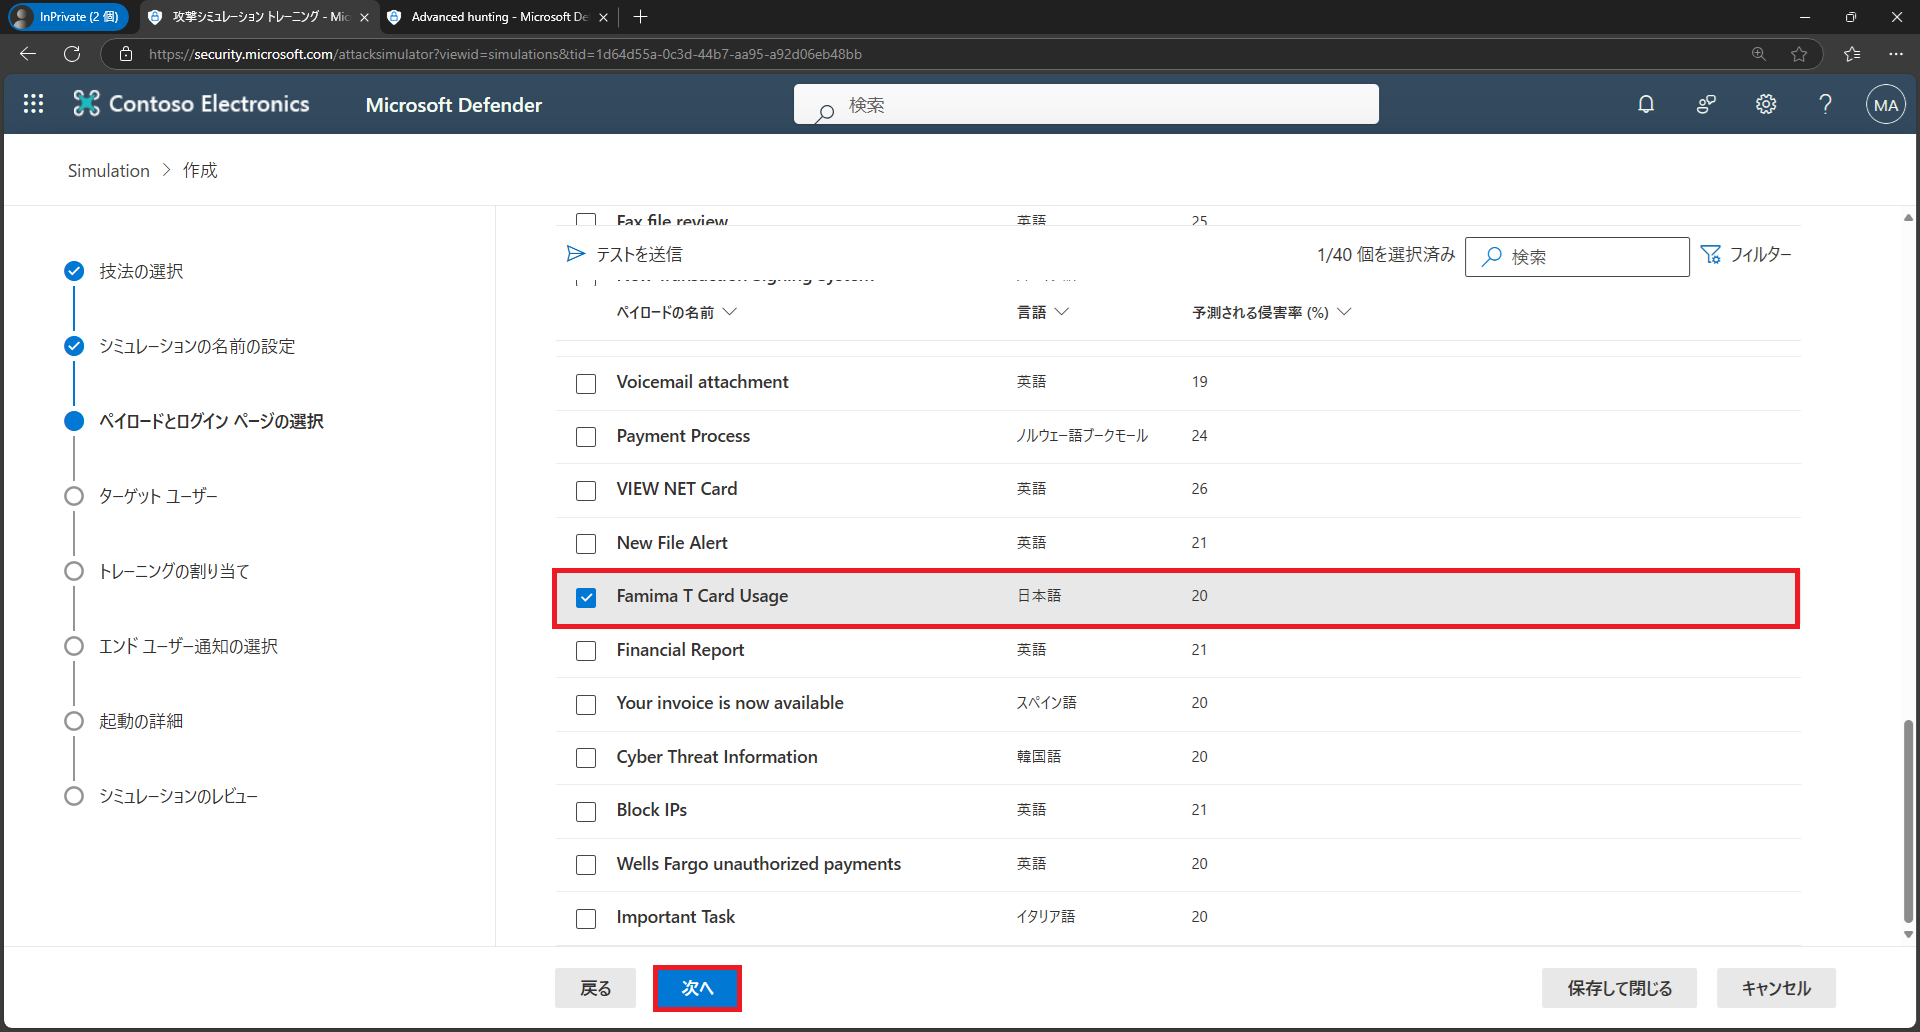 InPrivate (2 個)
攻撃シミュレーション トレーニング - Mic
Advanced hunting - Microsoft De
https://security.microsoft.com/attacksimulator?viewid=simulations&tid=1d64d55a-0c3d-44b7-aa95-a92d06eb48bb
Contoso Electronics
Microsoft Defender
検索
MA
Simulation > 作成
技法の選択
シミュレーションの名前の設定
ペイロードとログイン ページの選択
ターゲット ユーザー
トレーニングの割り当て
エンド ユーザー通知の選択
起動の詳細
シミュレーションのレビュー
Fax file review 英語 25
テストを送信 1/40 個を選択済み 検索 フィルター
New Transaction Signing System
ペイロードの名前 言語 予測される侵害率 (%)
Voicemail attachment 英語 19
Payment Process ノルウェー語ブークモール 24
VIEW NET Card 英語 26
New File Alert 英語 21
Famima T Card Usage 日本語 20
Financial Report 英語 21
Your invoice is now available スペイン語 20
Cyber Threat Information 韓国語 20
Block IPs 英語 21
Wells Fargo unauthorized payments 英語 20
Important Task イタリア語 20
戻る 次へ 保存して閉じる キャンセル